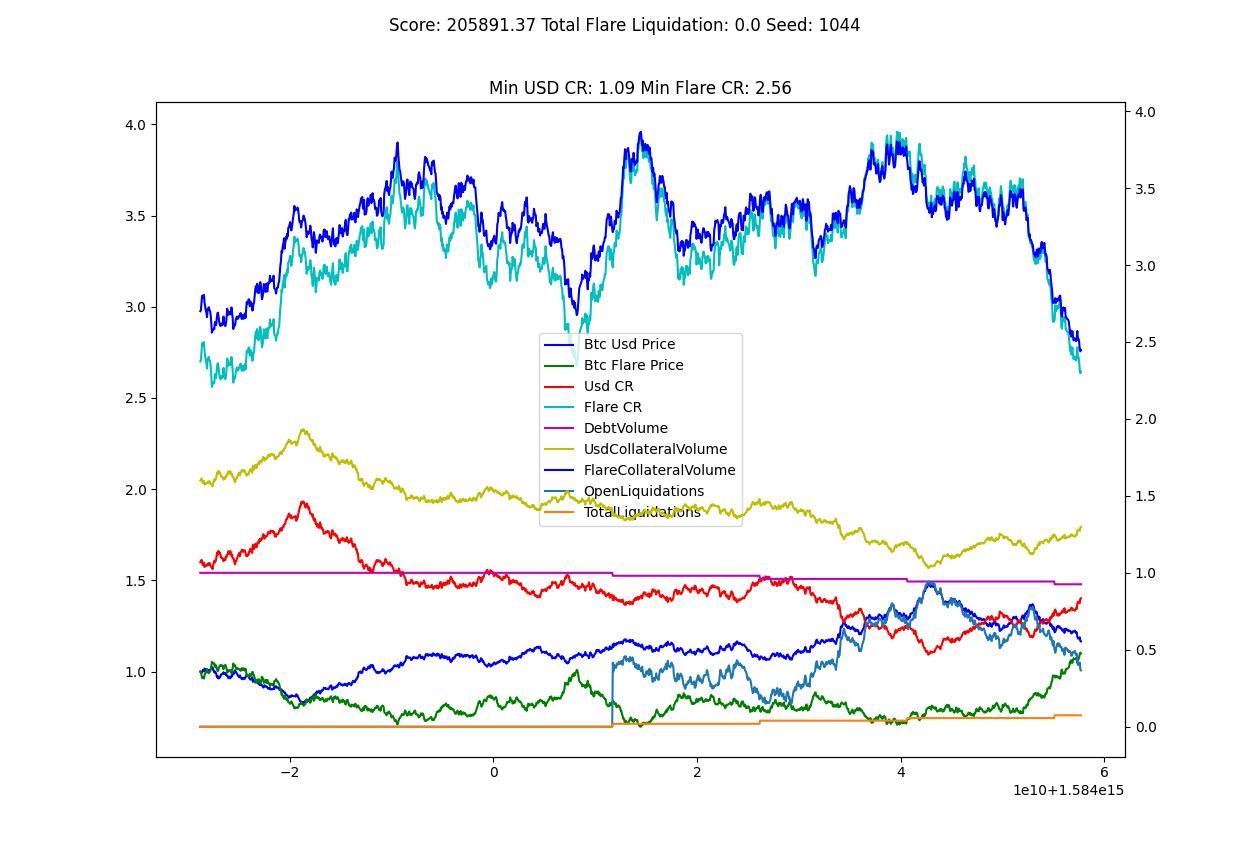 Score: 205891.37 Total Flare Liquidation: 0.0 Seed: 1044
Min USD CR: 1.09 Min Flare CR: 2.56
4.0
3.5
3.0
2.5
2.0
1.5
1.0
4.0
3.5
3.0
2.5
2.0
1.5
1.0
0.5
0.0
Btc Usd Price
Btc Flare Price
Usd CR
Flare CR
DebtVolume
UsdCollateralVolume
FlareCollateralVolume
OpenLiquidations
TotalLiquidations
−2 0 2 4 6
1e10+1.584e15